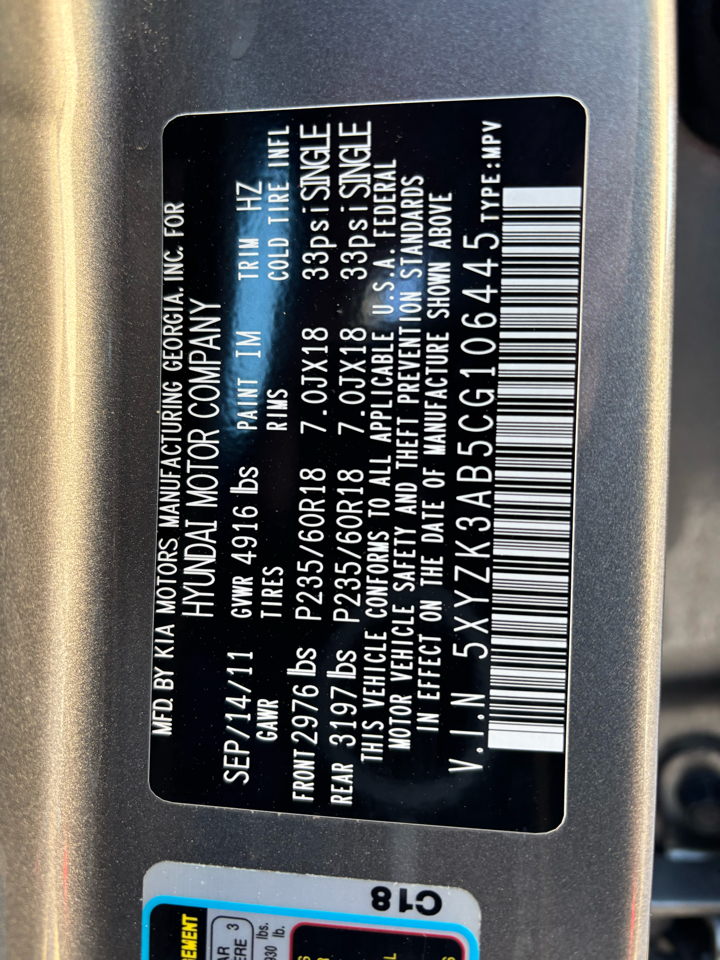 MFD. BY KIA MOTORS MANUFACTURING GEORGIA. INC. FOR
HYUNDAI MOTOR COMPANY
SEP/14/11 GVWR 4916 lbs PAINT IM TRIM HZ
GAWR TIRES RIMS COLD TIRE INFL
FRONT 2976 lbs P235/60R18 7.0JX18 33psi SINGLE
REAR 3197 lbs P235/60R18 7.0JX18 33psi SINGLE
THIS VEHICLE CONFORMS TO ALL APPLICABLE U.S.A. FEDERAL
MOTOR VEHICLE SAFETY AND THEFT PREVENTION STANDARDS
IN EFFECT ON THE DATE OF MANUFACTURE SHOWN ABOVE
V.I.N 5XYZK3AB5CG106445 TYPE:MPV
C18
3
lbs.
lb.